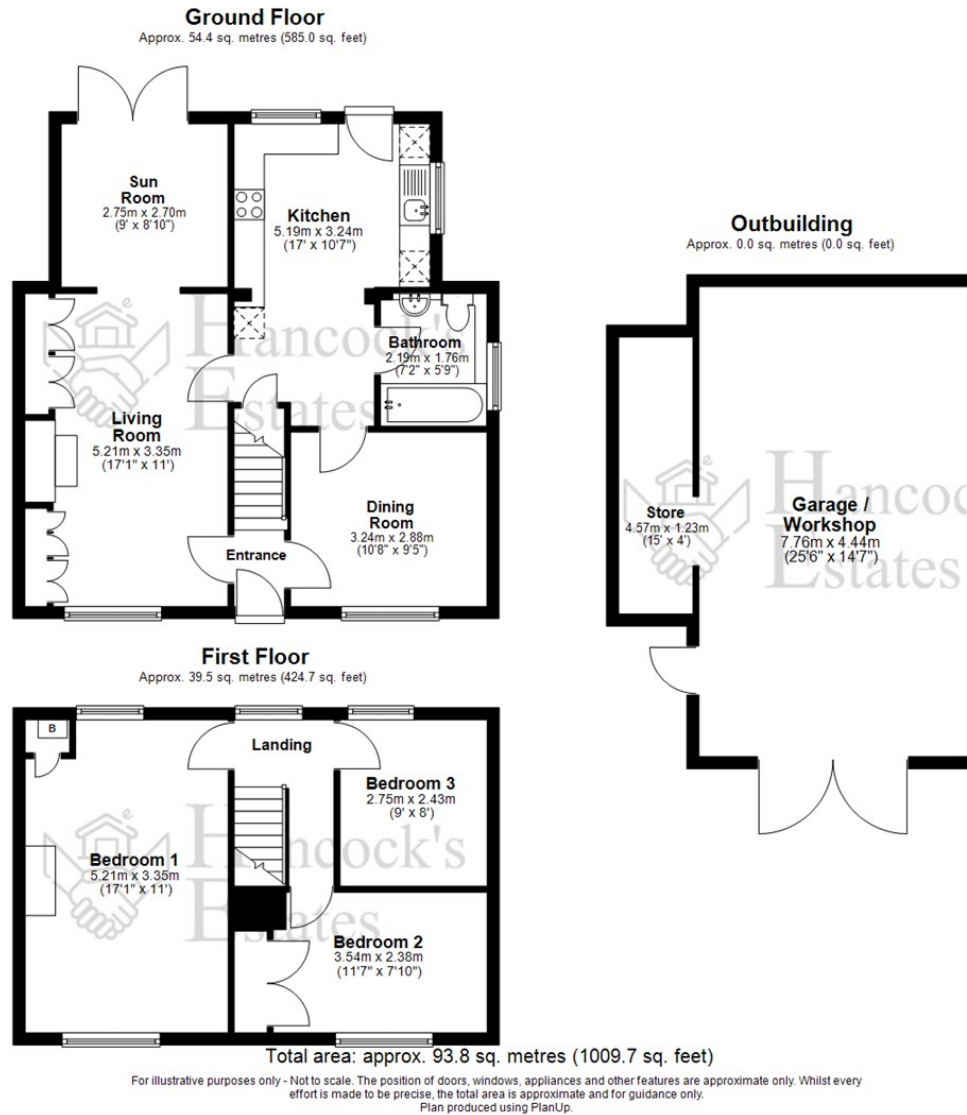 Ground Floor
Approx. 54.4 sq. metres (585.0 sq. feet)
Sun
Room
2.75m x 2.70m
(9' x 8'10")
Kitchen
5.19m x 3.24m
(17' x 10'7")
Bathroom
2.19m x 1.76m
(7'2" x 5'9")
Living
Room
5.21m x 3.35m
(17'1" x 11')
Dining
Room
3.24m x 2.88m
(10'8" x 9'5")
Entrance
Hancock's
Estates
Outbuilding
Approx. 0.0 sq. metres (0.0 sq. feet)
Store
4.57m x 1.23m
(15' x 4')
Garage /
Workshop
7.76m x 4.44m
(25'6" x 14'7")
Hancoc
Estates
First Floor
Approx. 39.5 sq. metres (424.7 sq. feet)
B
Landing
Bedroom 3
2.75m x 2.43m
(9' x 8')
Bedroom 1
5.21m x 3.35m
(17'1" x 11')
Bedroom 2
3.54m x 2.38m
(11'7" x 7'10")
Hancock's
Estates
Total area: approx. 93.8 sq. metres (1009.7 sq. feet)
For illustrative purposes only - Not to scale. The position of doors, windows, appliances and other features are approximate only. Whilst every
effort is made to be precise, the total area is approximate and for guidance only.
Plan produced using PlanUp.